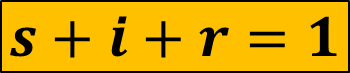 s + i + r = 1